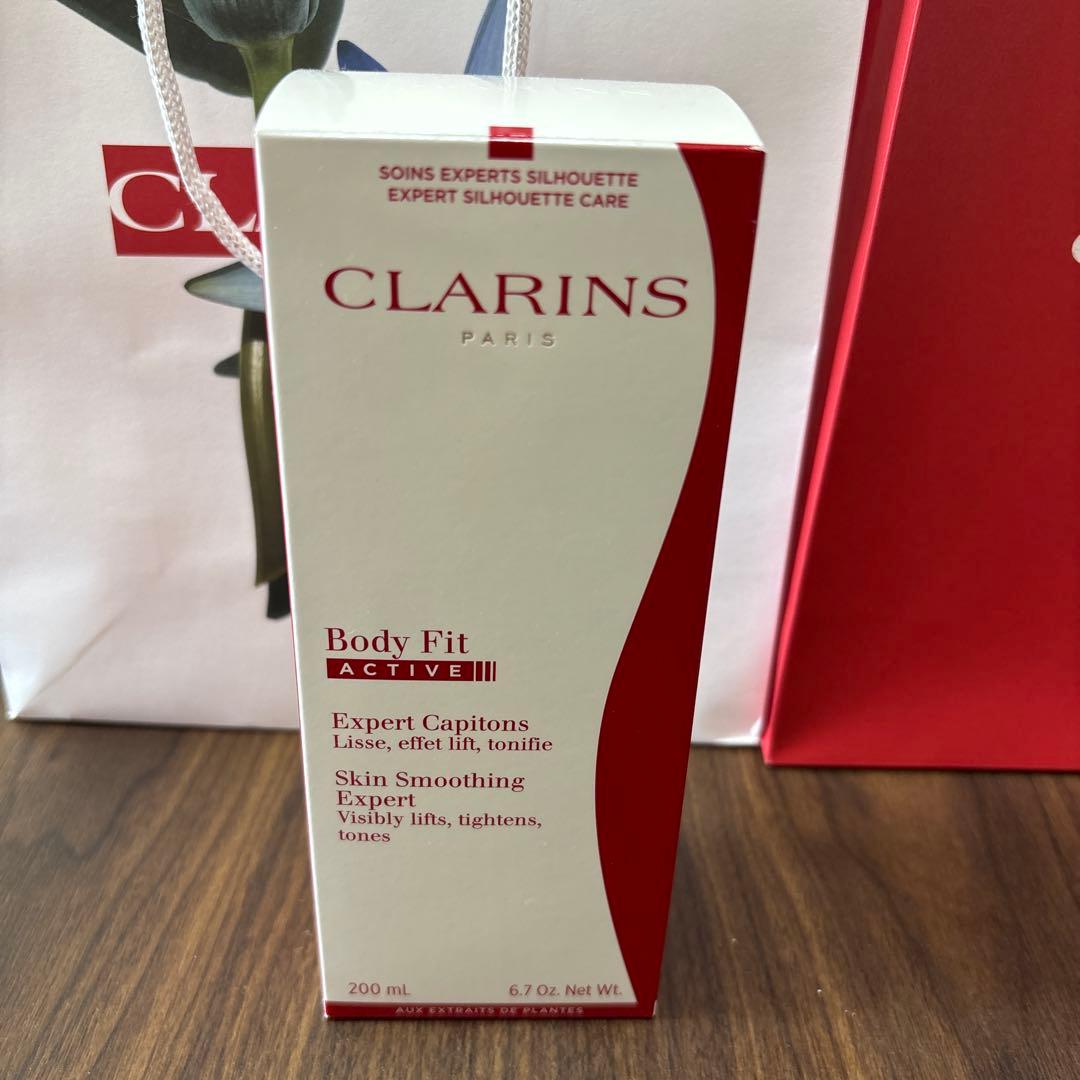 SOINS EXPERTS SILHOUETTE
EXPERT SILHOUETTE CARE
CLARINS
PARIS
Body Fit
ACTIVE
Expert Capitons
Lisse, effet lift, tonifie
Skin Smoothing
Expert
Visibly lifts, tightens,
tones
200 mL 6.7 Oz. Net Wt.
AUX EXTRAITS DE PLANTES